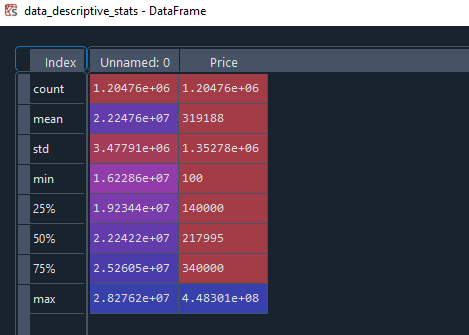 data_descriptive_stats - DataFrame
Index Unnamed: 0 Price
count 1.20476e+06 1.20476e+06
mean 2.22476e+07 319188
std 3.47791e+06 1.35278e+06
min 1.62286e+07 100
25% 1.92344e+07 140000
50% 2.22422e+07 217995
75% 2.52605e+07 340000
max 2.82762e+07 4.48301e+08